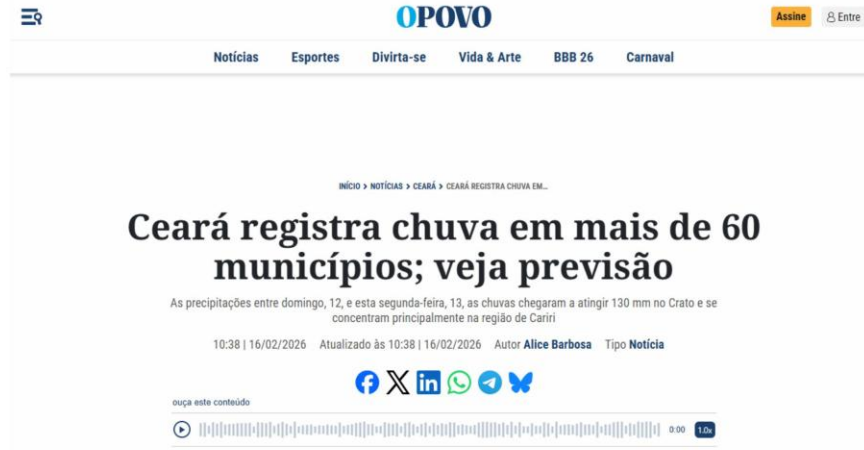 OPOVO
Assine
Entre
Notícias Esportes Divirta-se Vida & Arte BBB 26 Carnaval
INÍCIO > NOTÍCIAS > CEARÁ > CEARÁ REGISTRA CHUVA EM...
Ceará registra chuva em mais de 60
municípios; veja previsão
As precipitações entre domingo, 12, e esta segunda-feira, 13, as chuvas chegaram a atingir 130 mm no Crato e se
concentram principalmente na região de Cariri
10:38 | 16/02/2026 Atualizado às 10:38 | 16/02/2026 Autor Alice Barbosa Tipo Notícia
ouça este conteúdo
0:00 1.0x